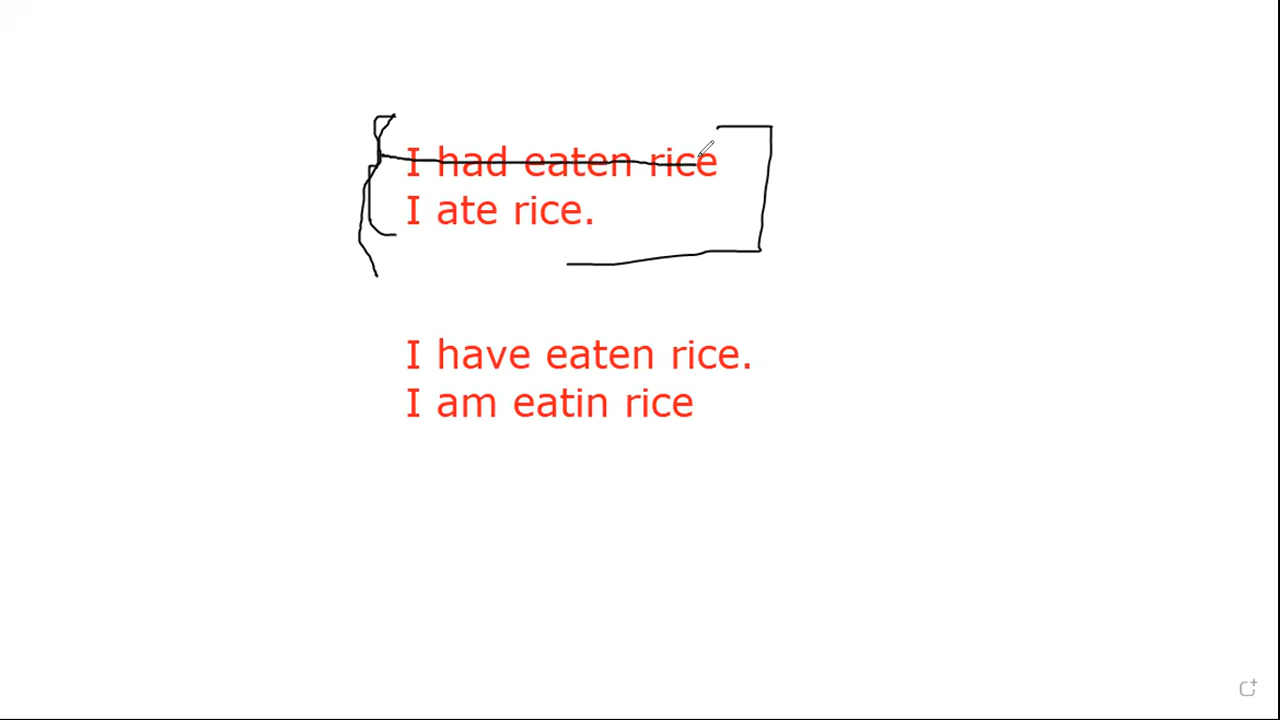 I had eaten rice
I ate rice.
I have eaten rice.
I am eatin rice